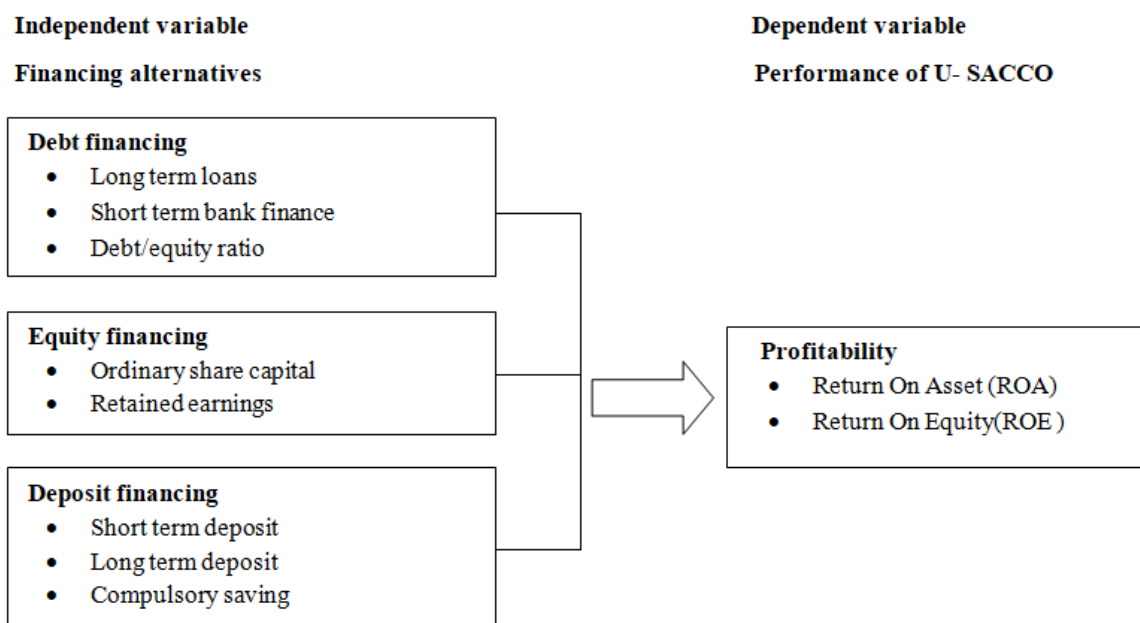 Independent variable
Dependent variable
Financing alternatives
Performance of U- SACCO
Debt financing
• Long term loans
• Short term bank finance
• Debt/equity ratio
Equity financing
• Ordinary share capital
• Retained earnings
Deposit financing
• Short term deposit
• Long term deposit
• Compulsory saving
Profitability
• Return On Asset (ROA)
• Return On Equity(ROE )